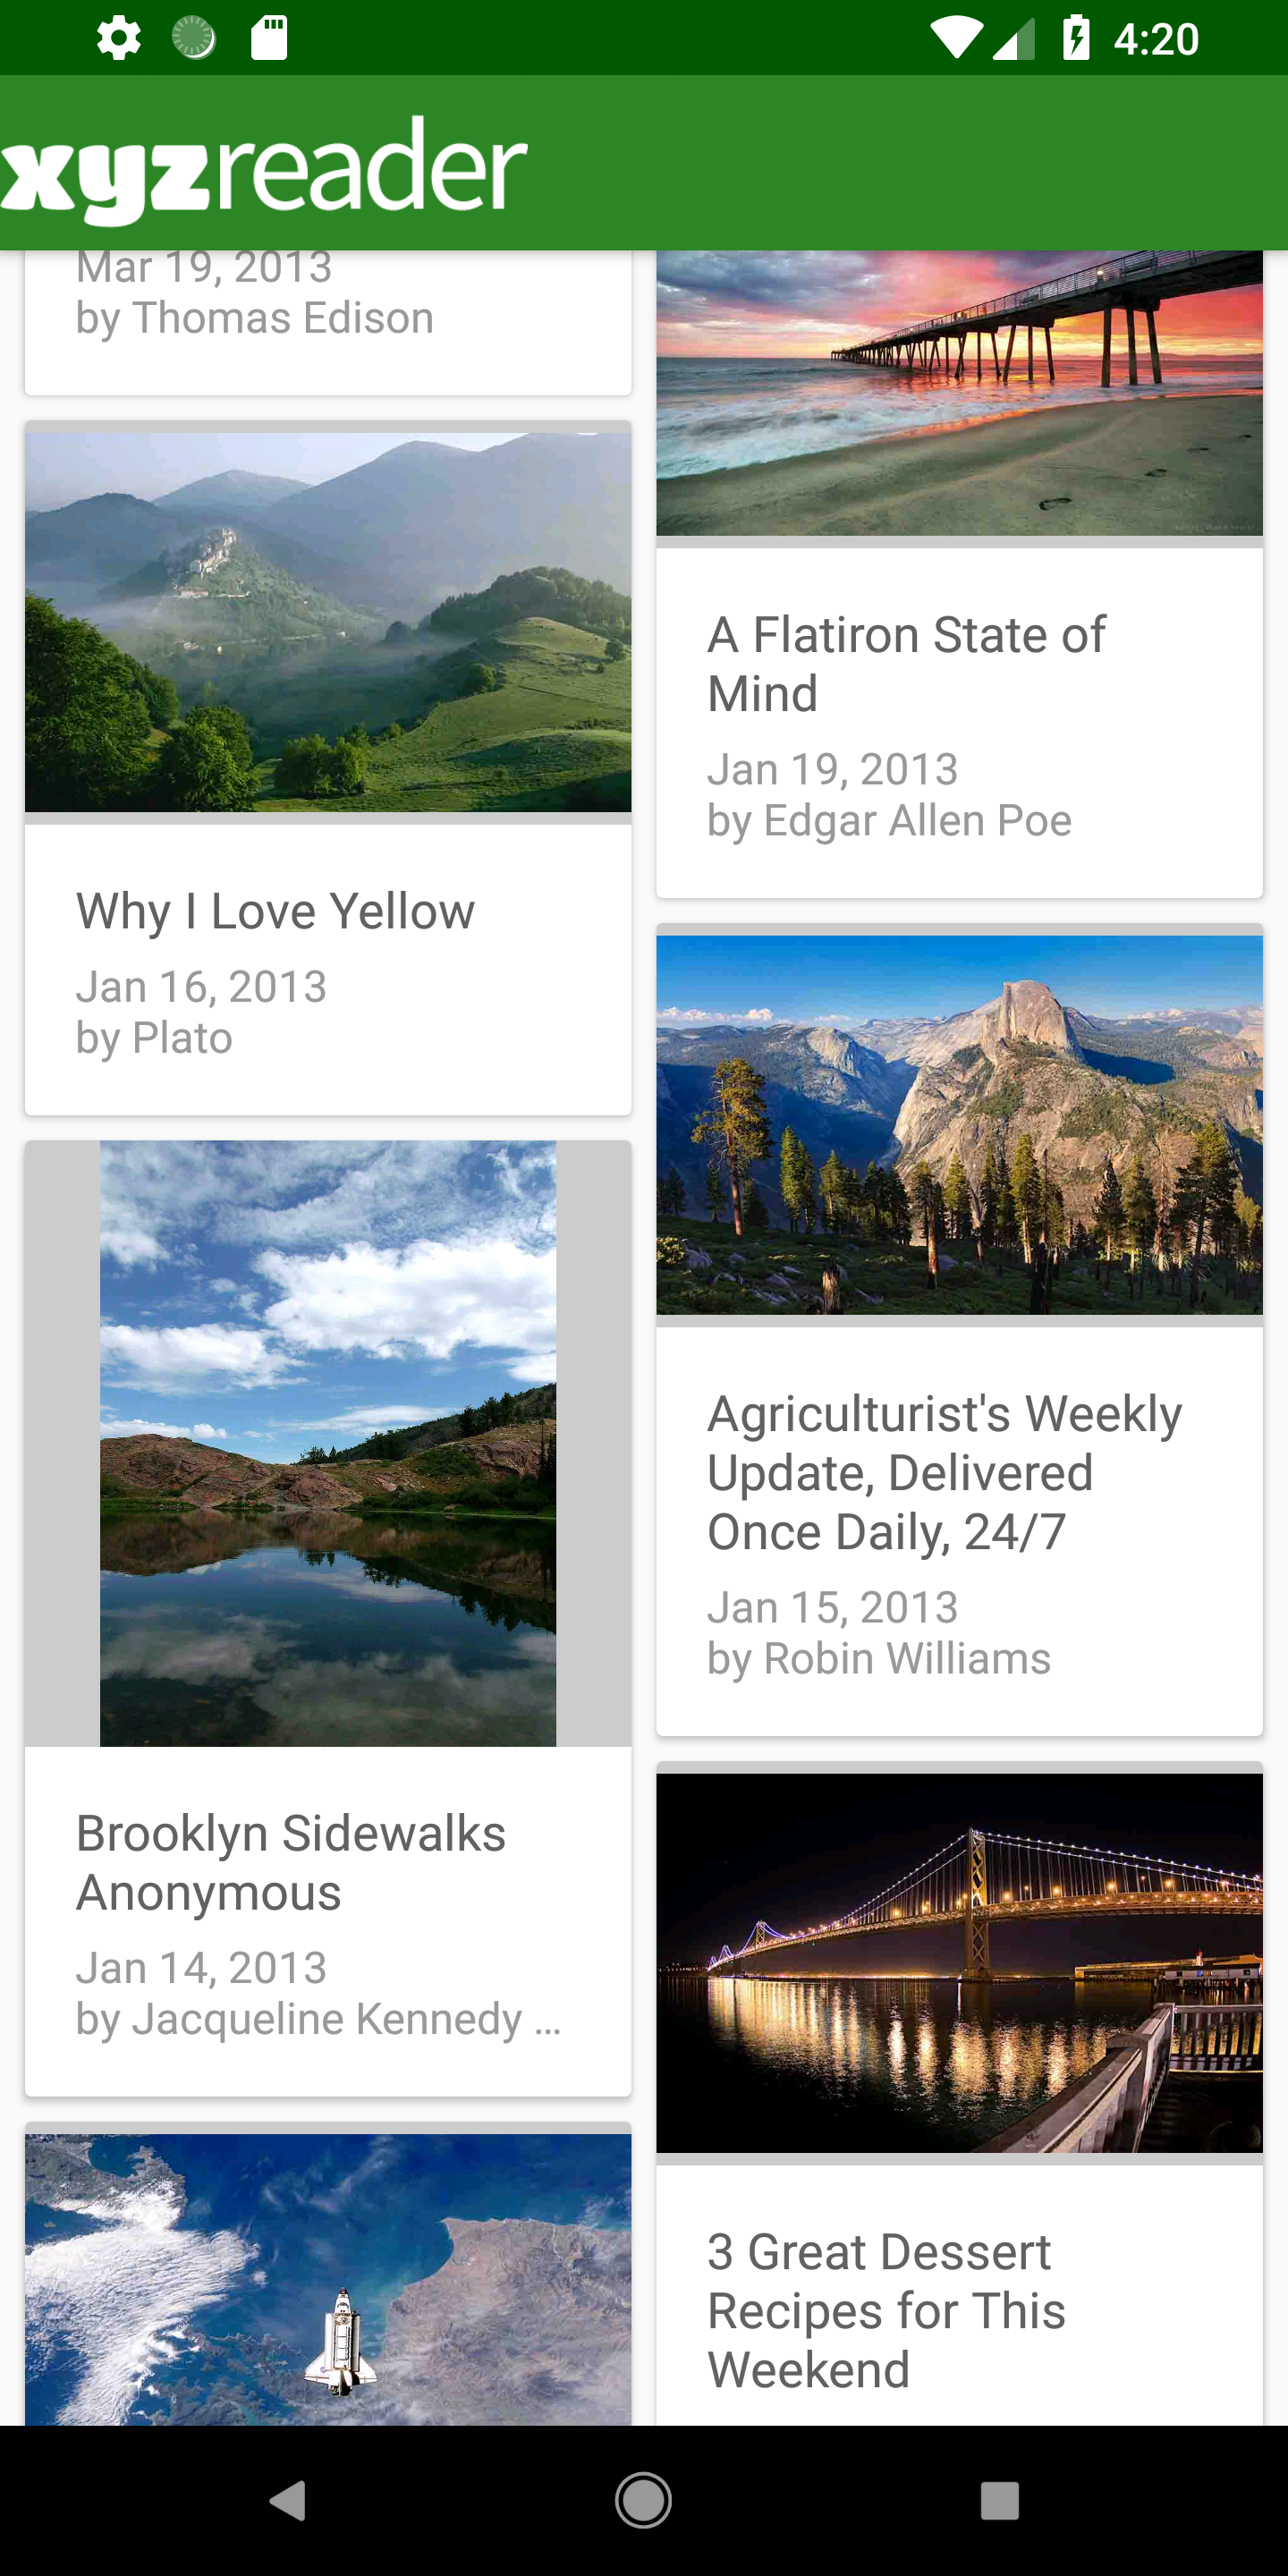 4:20
xyzreader
Mar 19, 2013
by Thomas Edison
Why I Love Yellow
Jan 16, 2013
by Plato
Brooklyn Sidewalks
Anonymous
Jan 14, 2013
by Jacqueline Kennedy ...
A Flatiron State of
Mind
Jan 19, 2013
by Edgar Allen Poe
Agriculturist's Weekly
Update, Delivered
Once Daily, 24/7
Jan 15, 2013
by Robin Williams
3 Great Dessert
Recipes for This
Weekend